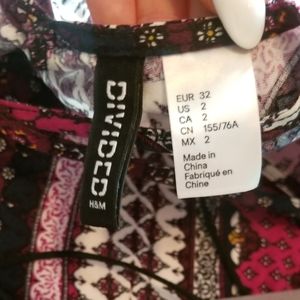 DIVIDED
H&M
EUR 32
US 2
CA 2
CN 155/76A
MX 2
Made in
China
Fabriqué en
Chine